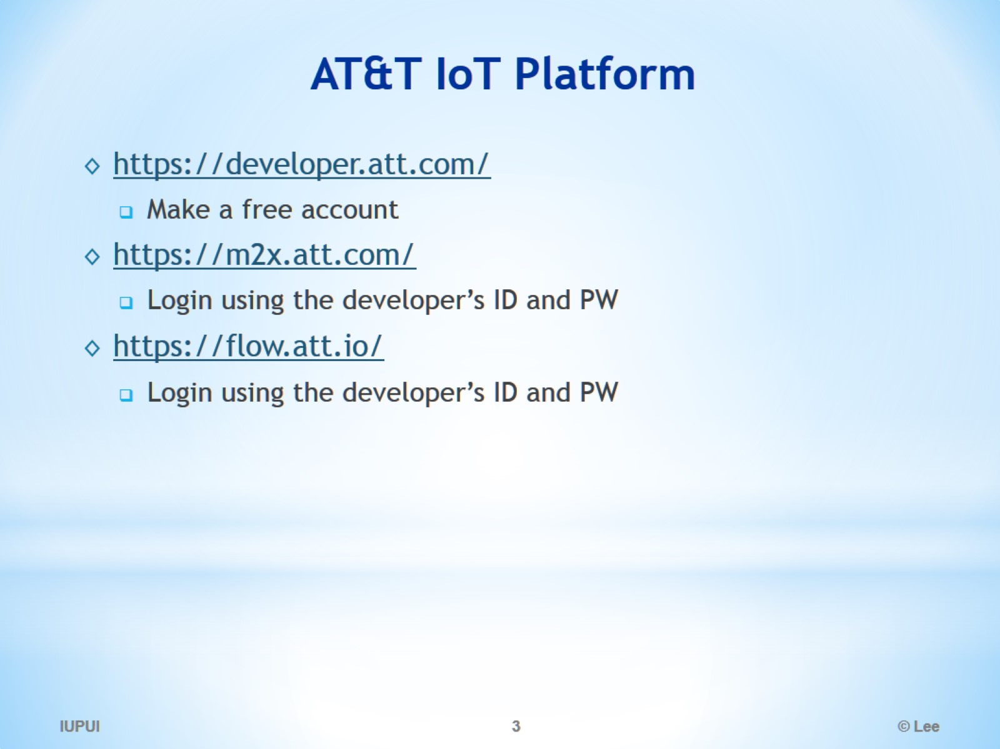 AT&T IoT Platform
https://developer.att.com/
Make a free account
https://m2x.att.com/
Login using the developer’s ID and PW
https://flow.att.io/
Login using the developer’s ID and PW
IUPUI 3 © Lee